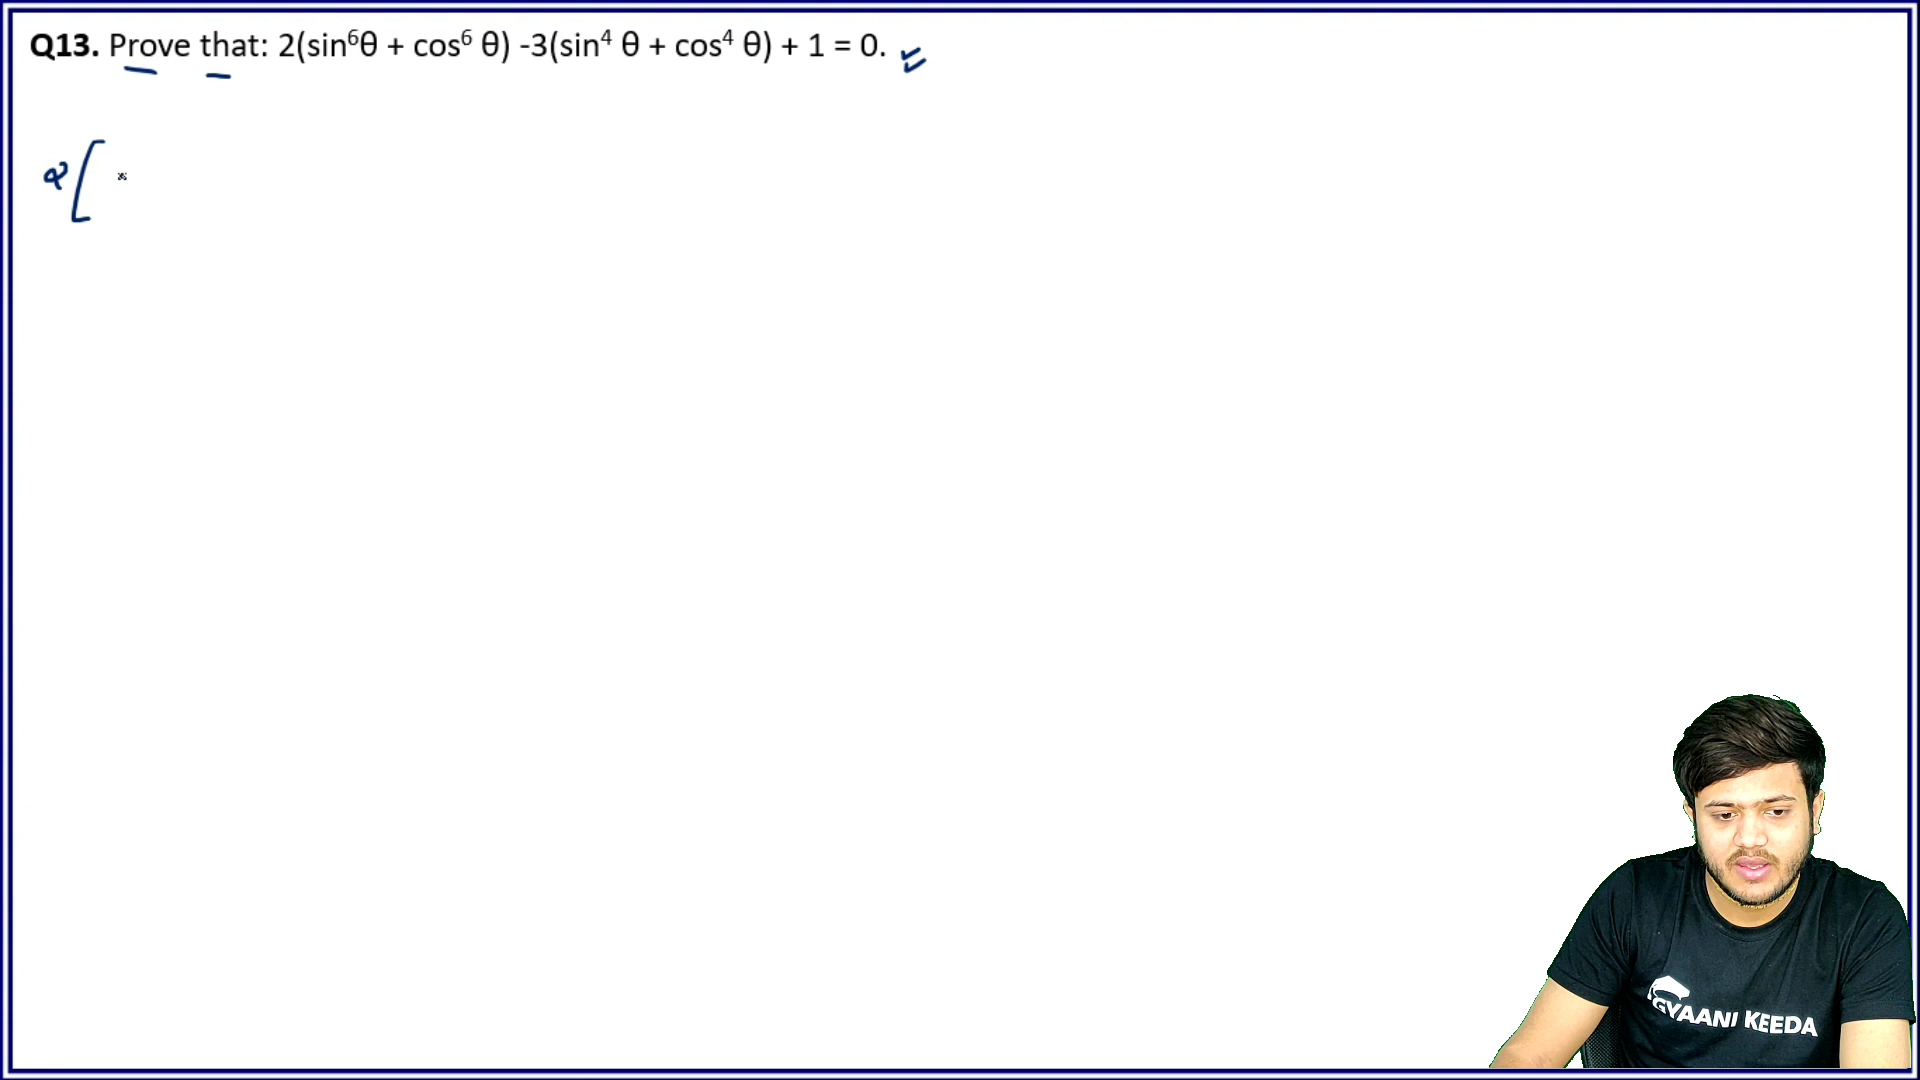 Q13. Prove that: 2(sin⁶θ + cos⁶ θ) -3(sin⁴ θ + cos⁴ θ) + 1 = 0.
2[
GYAANI KEEDA